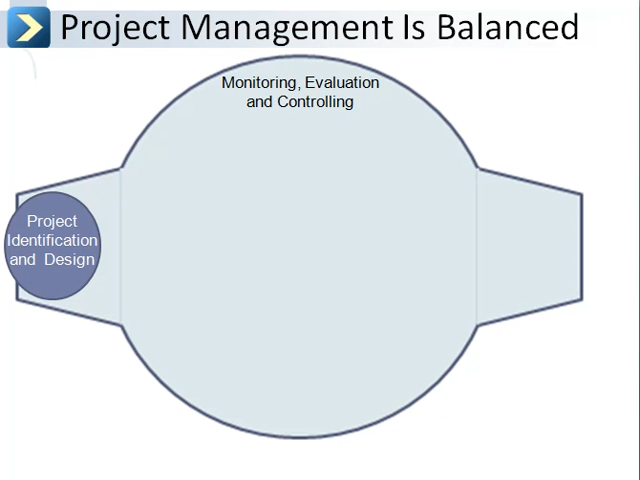 Project Management Is Balanced
Monitoring, Evaluation
and Controlling
Project
Identification
and Design